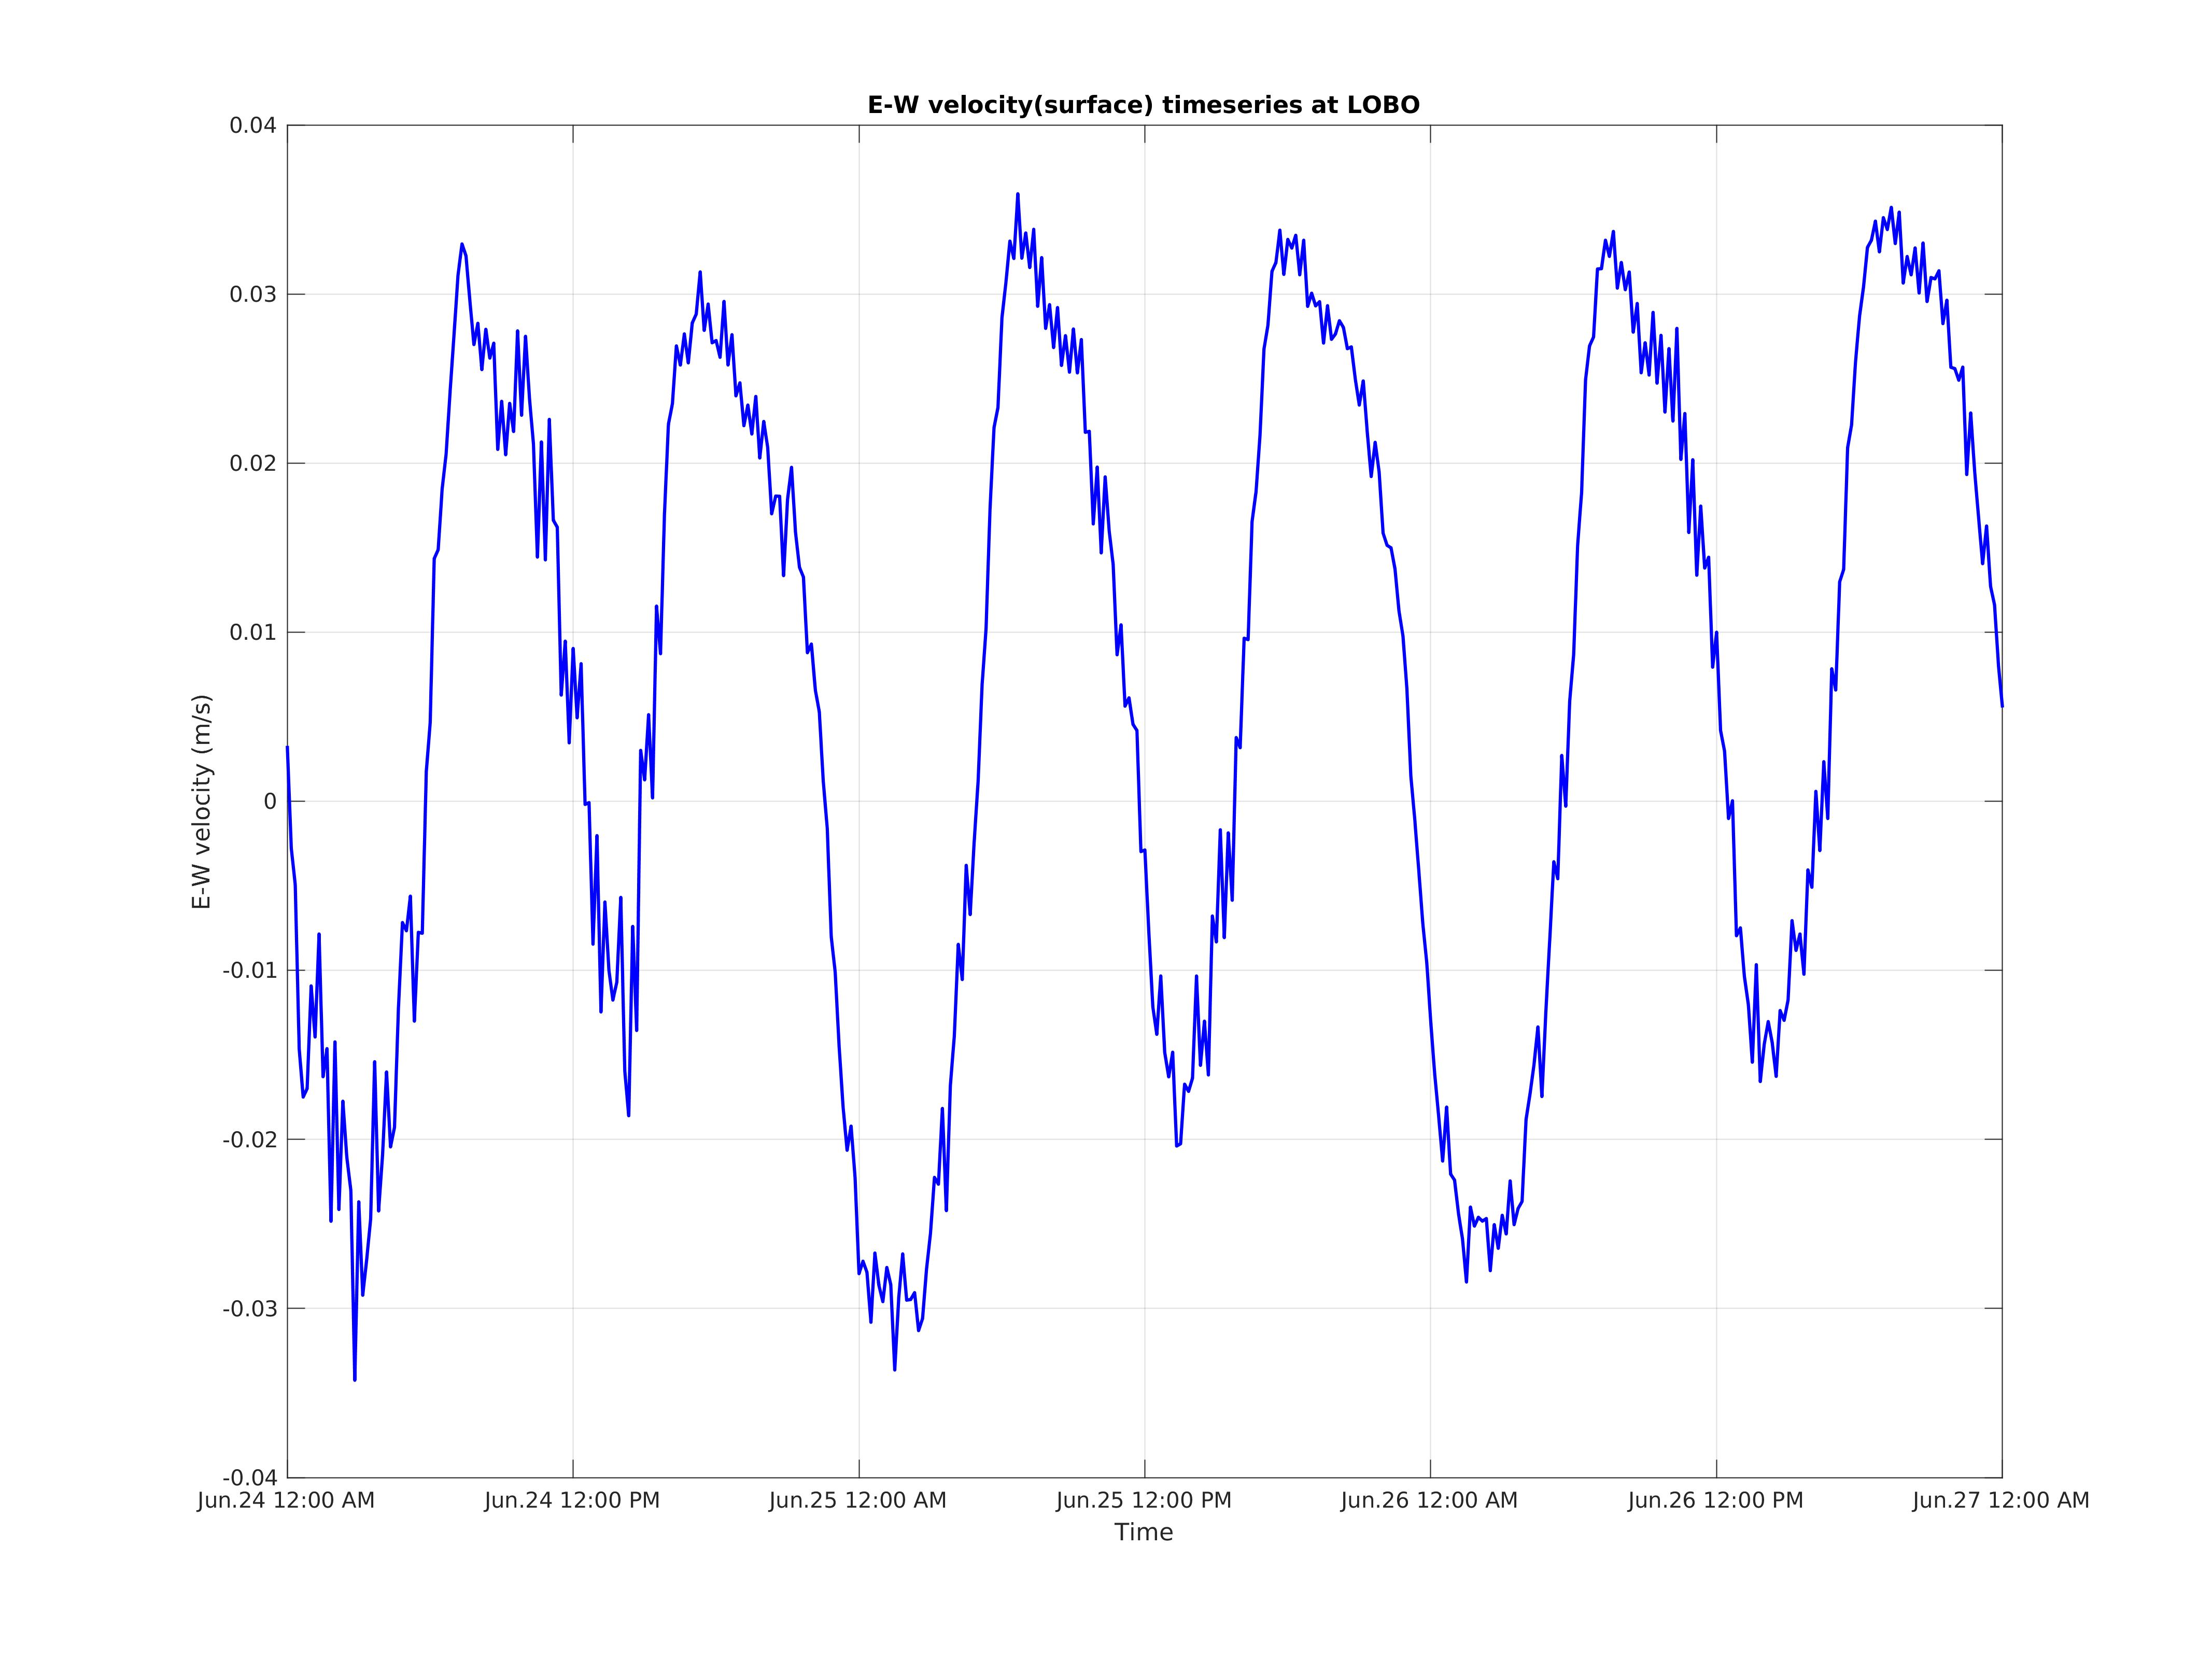 E-W velocity(surface) timeseries at LOBO
0.04
0.03
0.02
0.01
0
-0.01
-0.02
-0.03
-0.04
E-W velocity (m/s)
Jun.24 12:00 AM
Jun.24 12:00 PM
Jun.25 12:00 AM
Jun.25 12:00 PM
Jun.26 12:00 AM
Jun.26 12:00 PM
Jun.27 12:00 AM
Time